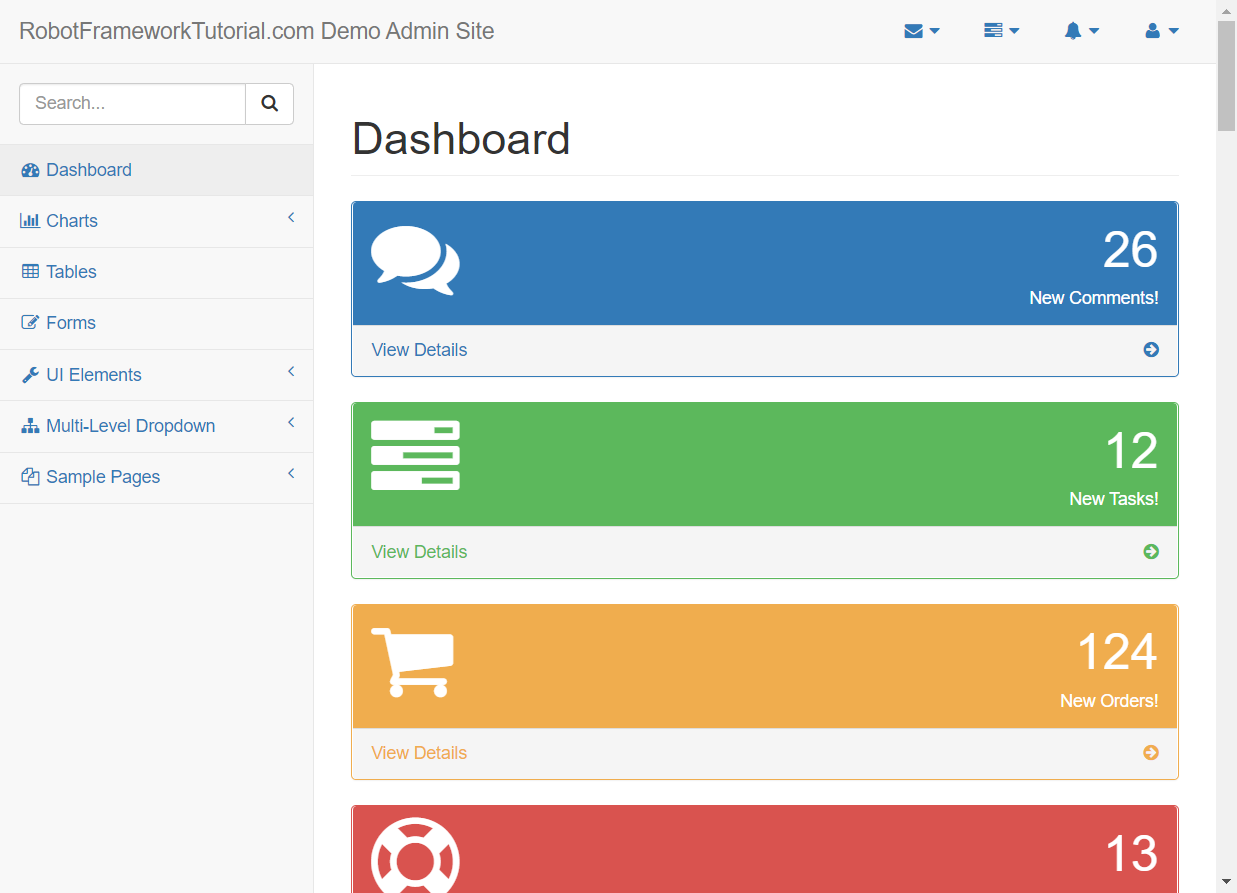 RobotFrameworkTutorial.com Demo Admin Site
Search...
Dashboard
Charts
Tables
Forms
UI Elements
Multi-Level Dropdown
Sample Pages
Dashboard
26
New Comments!
View Details
12
New Tasks!
View Details
124
New Orders!
View Details
13